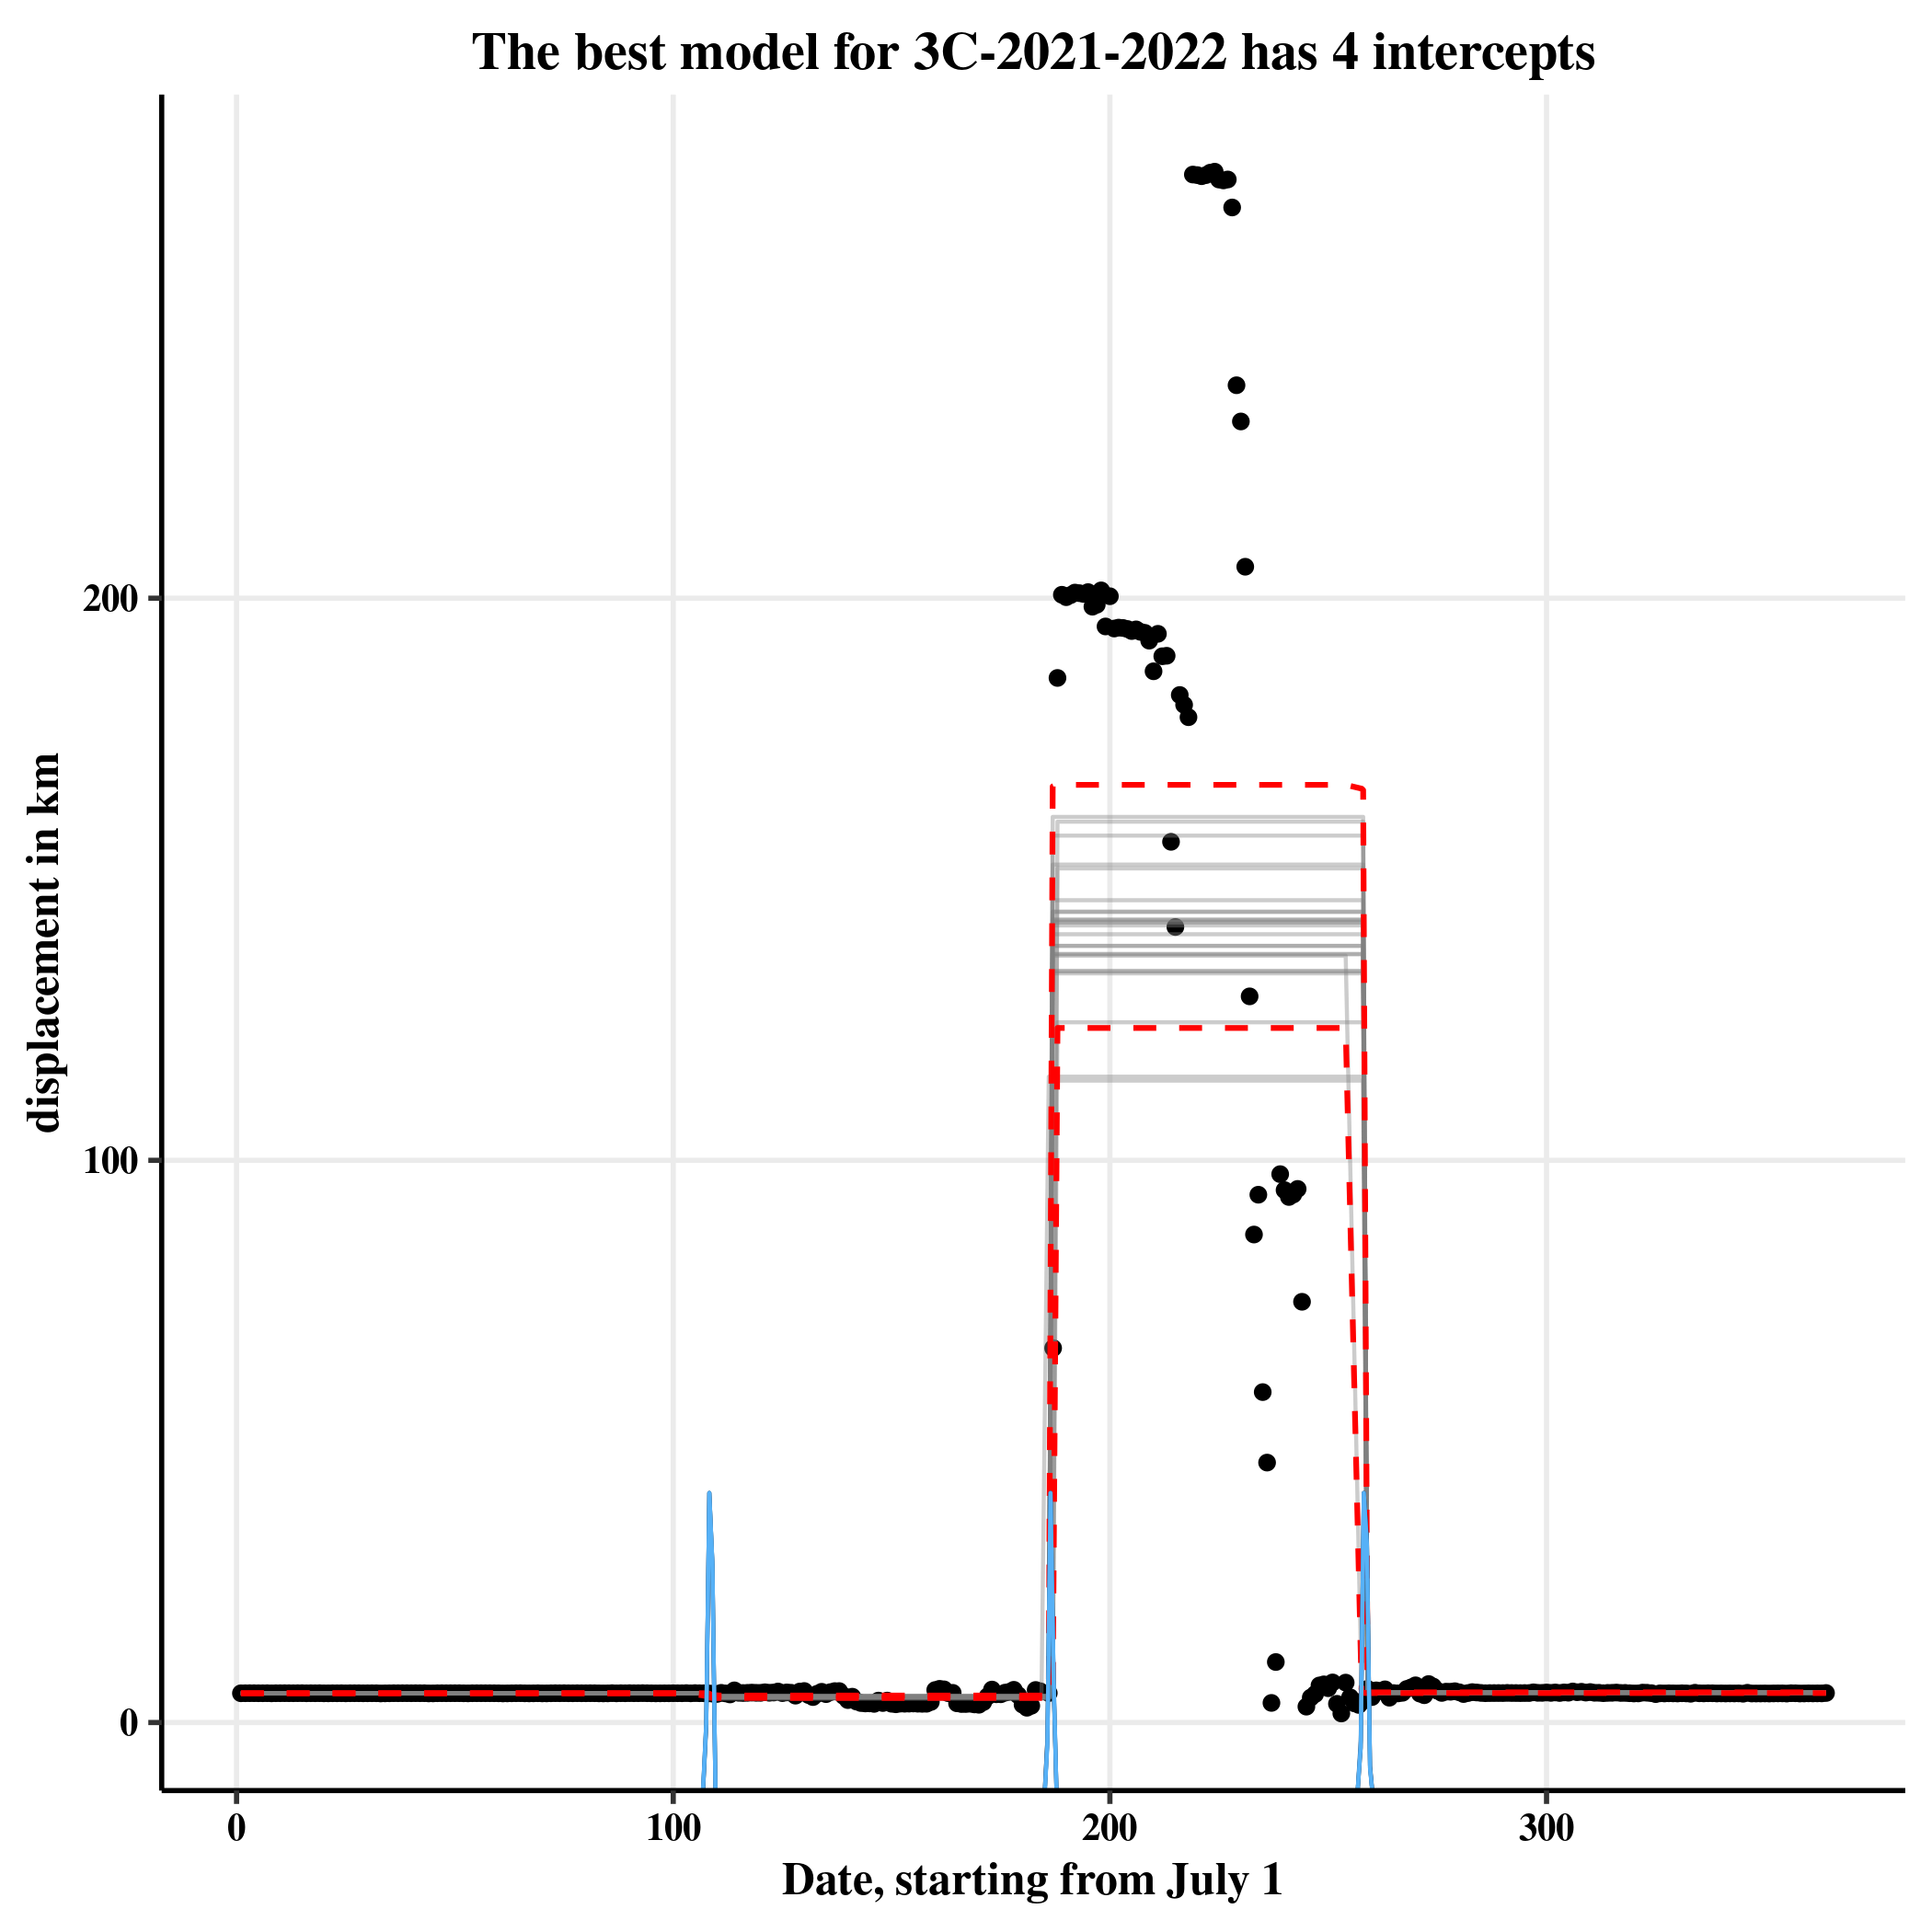 The best model for 3C-2021-2022 has 4 intercepts
displacement in km
200
100
0
0 100 200 300
Date, starting from July 1